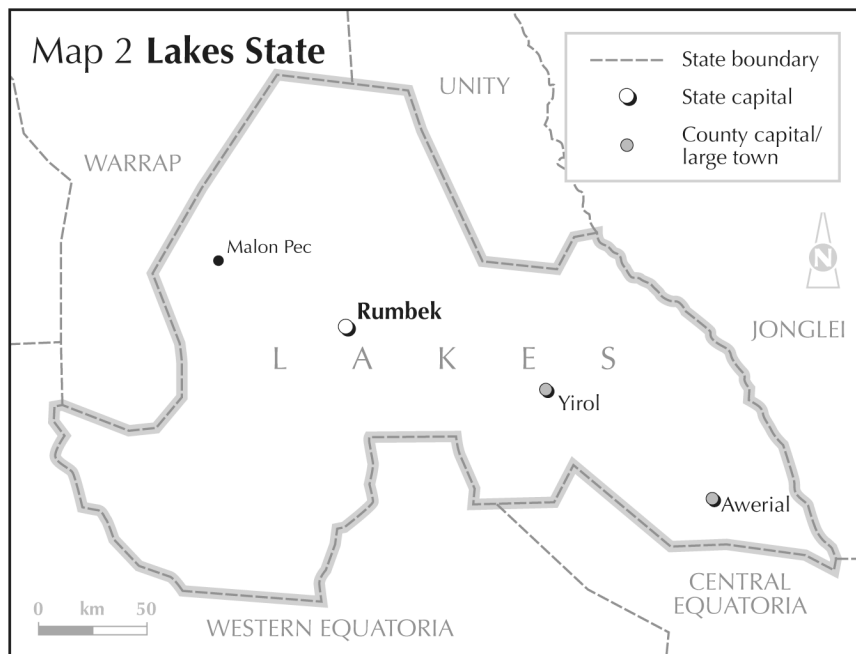 Map 2 Lakes State
State boundary
State capital
County capital/
large town
UNITY
WARRAP
Malon Pec
N
Rumbek
JONGLEI
L A K E S
Yirol
Awerial
CENTRAL
EQUATORIA
0 km 50
WESTERN EQUATORIA